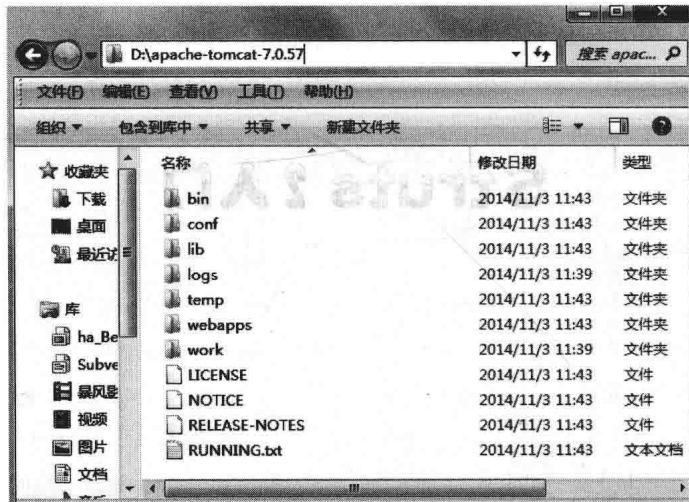 D:\apache-tomcat-7.0.57
搜索 apac...
文件(F) 编辑(E) 查看(V) 工具(T) 帮助(H)
组织 包含到库中 共享 新建文件夹
收藏夹
下载
桌面
最近访
库
ha_Be
Subve
暴风影
视频
图片
文档
音乐
名称 修改日期 类型
bin 2014/11/3 11:43 文件夹
conf 2014/11/3 11:43 文件夹
lib 2014/11/3 11:43 文件夹
logs 2014/11/3 11:39 文件夹
temp 2014/11/3 11:43 文件夹
webapps 2014/11/3 11:43 文件夹
work 2014/11/3 11:39 文件夹
LICENSE 2014/11/3 11:43 文件
NOTICE 2014/11/3 11:43 文件
RELEASE-NOTES 2014/11/3 11:43 文件
RUNNING.txt 2014/11/3 11:43 文本文档